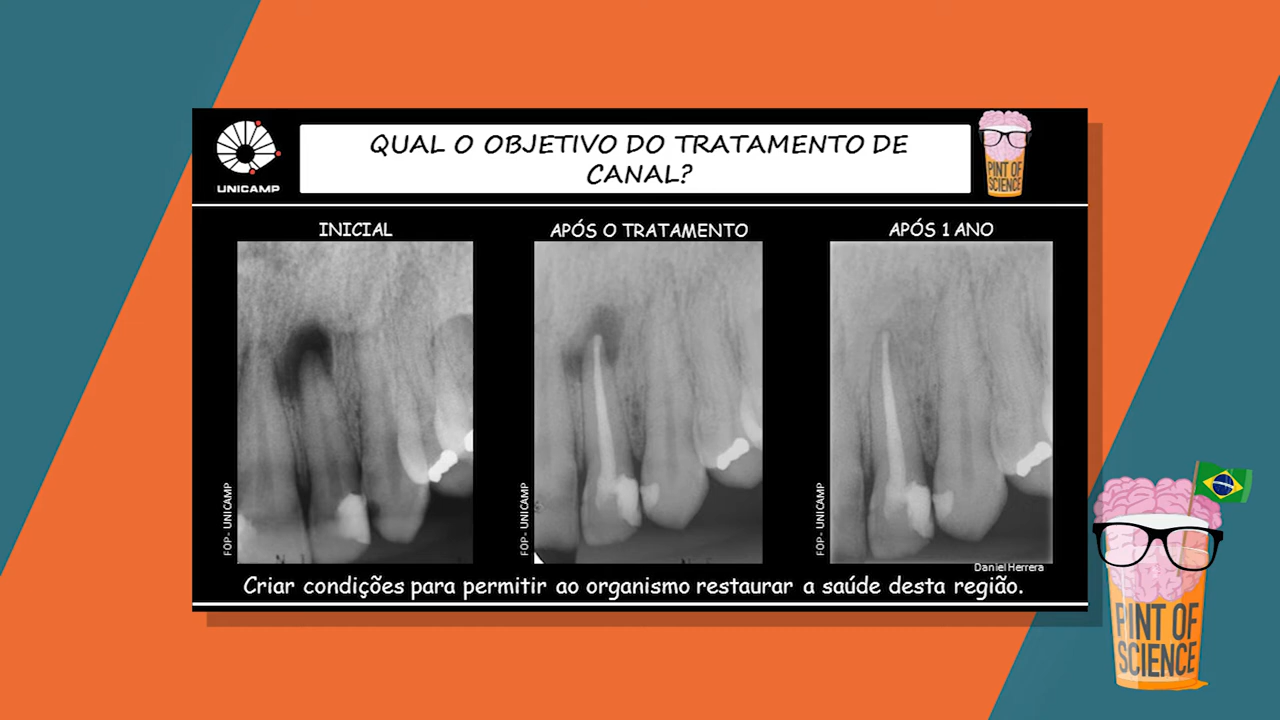 QUAL O OBJETIVO DO TRATAMENTO DE
CANAL?
UNICAMP
PINT OF
SCIENCE
INICIAL
APÓS O TRATAMENTO
APÓS 1 ANO
FOP - UNICAMP
FOP - UNICAMP
FOP - UNICAMP
Daniel Herrera
Criar condições para permitir ao organismo restaurar a saúde desta região.
PINT OF
SCIENCE